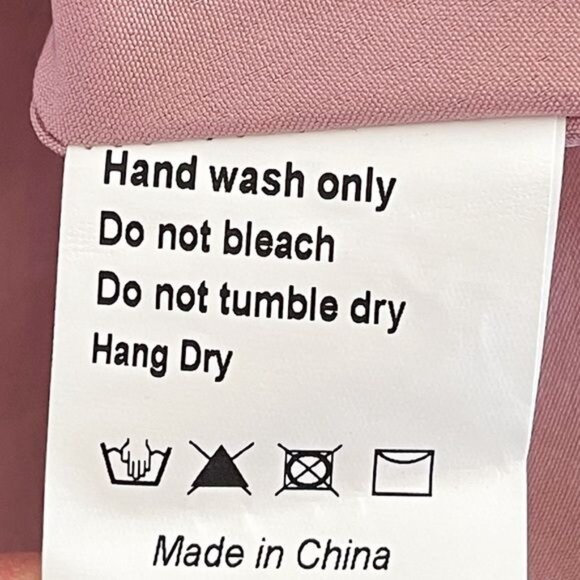 Hand wash only
Do not bleach
Do not tumble dry
Hang Dry
Made in China